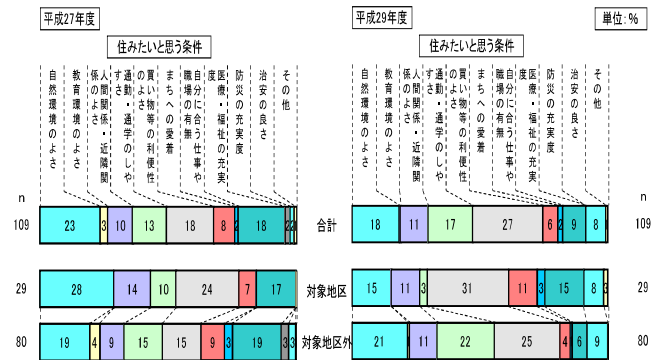 平成27年度
平成29年度
単位：％
住みたいと思う条件
住みたいと思う条件
自然環境のよさ
教育環境のよさ
人間関係・近隣関係のよさ
通勤・通学のしやすさ
買い物等の利便性のよさ
まちへの愛着
自分に合う仕事や職場の有無
医療・福祉の充実度
防災の充実度
治安の良さ
その他
自然環境のよさ
教育環境のよさ
人間関係・近隣関係のよさ
通勤・通学のしやすさ
買い物等の利便性のよさ
まちへの愛着
自分に合う仕事や職場の有無
医療・福祉の充実度
防災の充実度
治安の良さ
その他
n
n
109 23 3 10 13 18 8 2 18 2 2 合計 18 11 17 27 6 2 9 8 109
29 28 14 10 24 7 17 対象地区 15 11 3 31 11 3 15 8 3 29
80 19 4 9 15 15 9 3 19 3 3 対象地区外 21 11 22 25 4 6 9 80